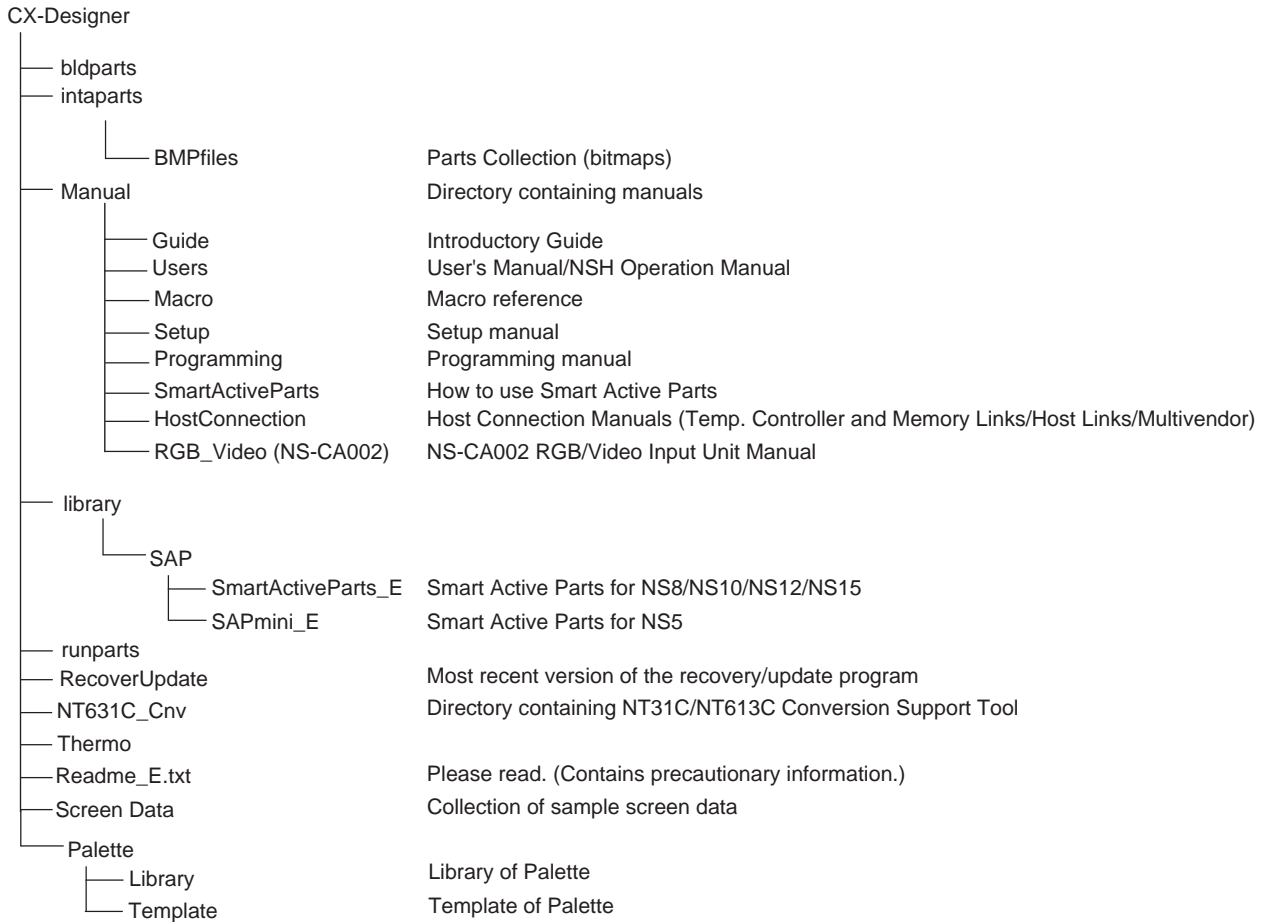 CX-Designer
bldparts
intaparts
BMPfiles Parts Collection (bitmaps)
Manual Directory containing manuals
Guide Introductory Guide
Users User's Manual/NSH Operation Manual
Macro Macro reference
Setup Setup manual
Programming Programming manual
SmartActiveParts How to use Smart Active Parts
HostConnection Host Connection Manuals (Temp. Controller and Memory Links/Host Links/Multivendor)
RGB_Video (NS-CA002) NS-CA002 RGB/Video Input Unit Manual
library
SAP
SmartActiveParts_E Smart Active Parts for NS8/NS10/NS12/NS15
SAPmini_E Smart Active Parts for NS5
runparts
RecoverUpdate Most recent version of the recovery/update program
NT631C_Cnv Directory containing NT31C/NT613C Conversion Support Tool
Thermo
Readme_E.txt Please read. (Contains precautionary information.)
Screen Data Collection of sample screen data
Palette
Library Library of Palette
Template Template of Palette